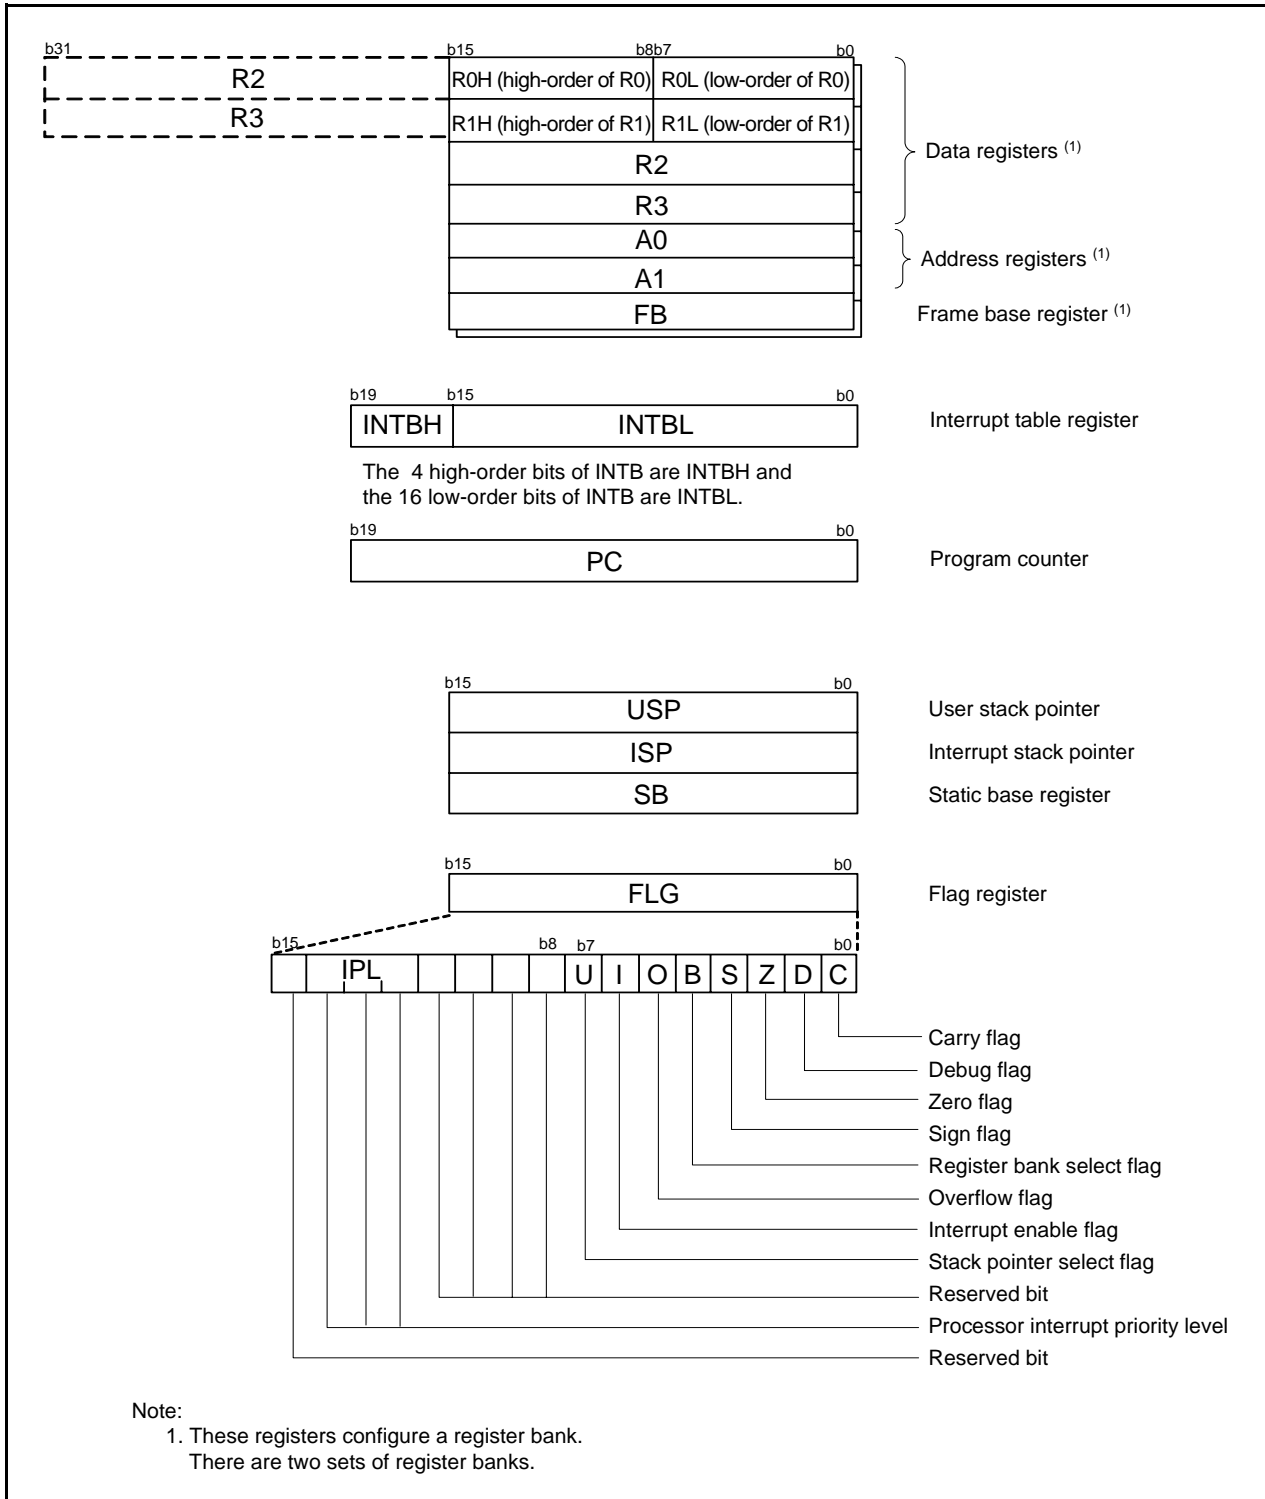 b31 b15 b8b7 b0
R2 R0H (high-order of R0) R0L (low-order of R0)
R3 R1H (high-order of R1) R1L (low-order of R1)
R2
Data registers (1)
R3
A0
Address registers (1)
A1
FB Frame base register (1)
b19 b15 b0
INTBH INTBL Interrupt table register
The 4 high-order bits of INTB are INTBH and
the 16 low-order bits of INTB are INTBL.
b19 b0
PC Program counter
b15 b0
USP User stack pointer
ISP Interrupt stack pointer
SB Static base register
b15 b0
FLG Flag register
b15 b8 b7 b0
IPL U I O B S Z D C
Carry flag
Debug flag
Zero flag
Sign flag
Register bank select flag
Overflow flag
Interrupt enable flag
Stack pointer select flag
Reserved bit
Processor interrupt priority level
Reserved bit
Note:
1. These registers configure a register bank.
There are two sets of register banks.